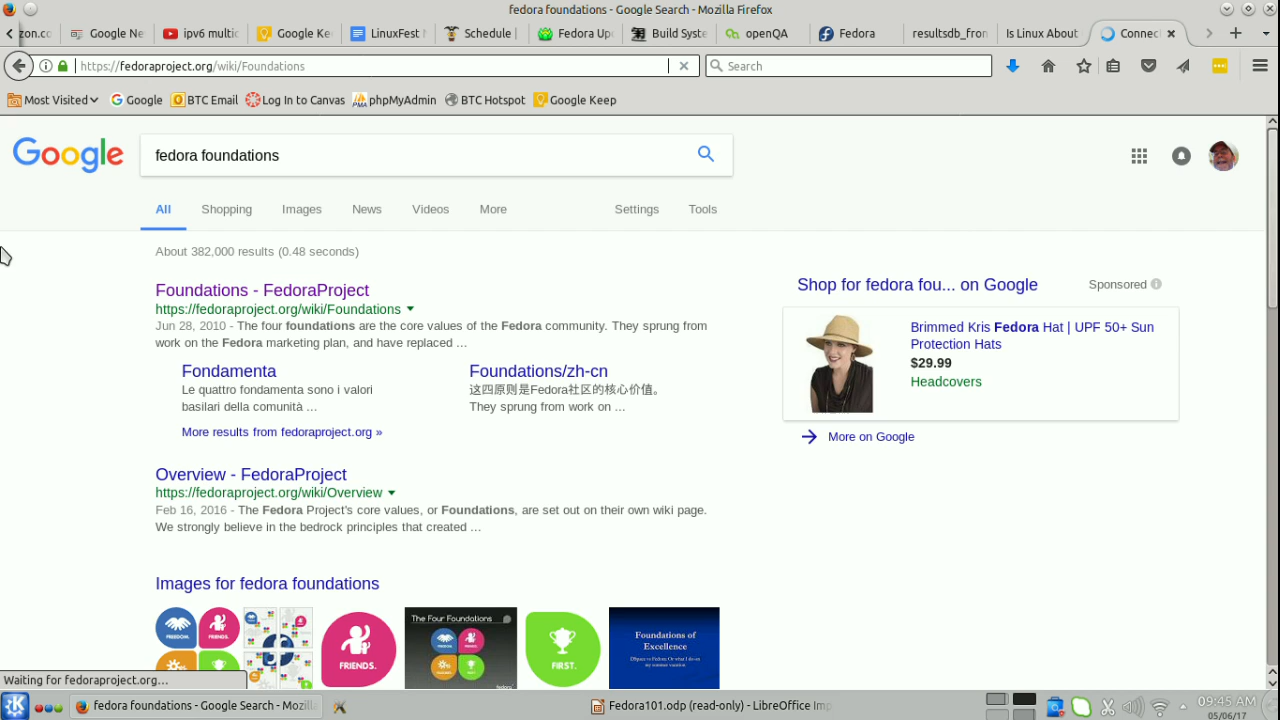 fedora foundations - Google Search - Mozilla Firefox
zon.co
Google Ne
ipv6 multic
Google Ke
LinuxFest
Schedule
Fedora Up
Build Syste
openQA
Fedora
resultsdb_fron
Is Linux About
Connec
https://fedoraproject.org/wiki/Foundations
Search
Most Visited
Google
BTC Email
Log In to Canvas
phpMyAdmin
BTC Hotspot
Google Keep
Google
fedora foundations
All Shopping Images News Videos More Settings Tools
About 382,000 results (0.48 seconds)
Foundations - FedoraProject
https://fedoraproject.org/wiki/Foundations
Jun 28, 2010 - The four foundations are the core values of the Fedora community. They sprung from
work on the Fedora marketing plan, and have replaced ...
Fondamenta
Le quattro fondamenta sono i valori
basilari della comunità ...
Foundations/zh-cn
这四原则是Fedora社区的核心价值。
They sprung from work on ...
More results from fedoraproject.org »
Overview - FedoraProject
https://fedoraproject.org/wiki/Overview
Feb 16, 2016 - The Fedora Project's core values, or Foundations, are set out on their own wiki page.
We strongly believe in the bedrock principles that created ...
Shop for fedora fou... on Google
Sponsored
Brimmed Kris Fedora Hat | UPF 50+ Sun
Protection Hats
$29.99
Headcovers
More on Google
Images for fedora foundations
FREEDOM.
FRIENDS.
FRIENDS.
The Four Foundations
FIRST.
Foundations of
Excellence
Waiting for fedoraproject.org...
fedora foundations - Google Search - Mozilla
Fedora101.odp (read-only) - LibreOffice Imp
09:45 AM
05/06/17